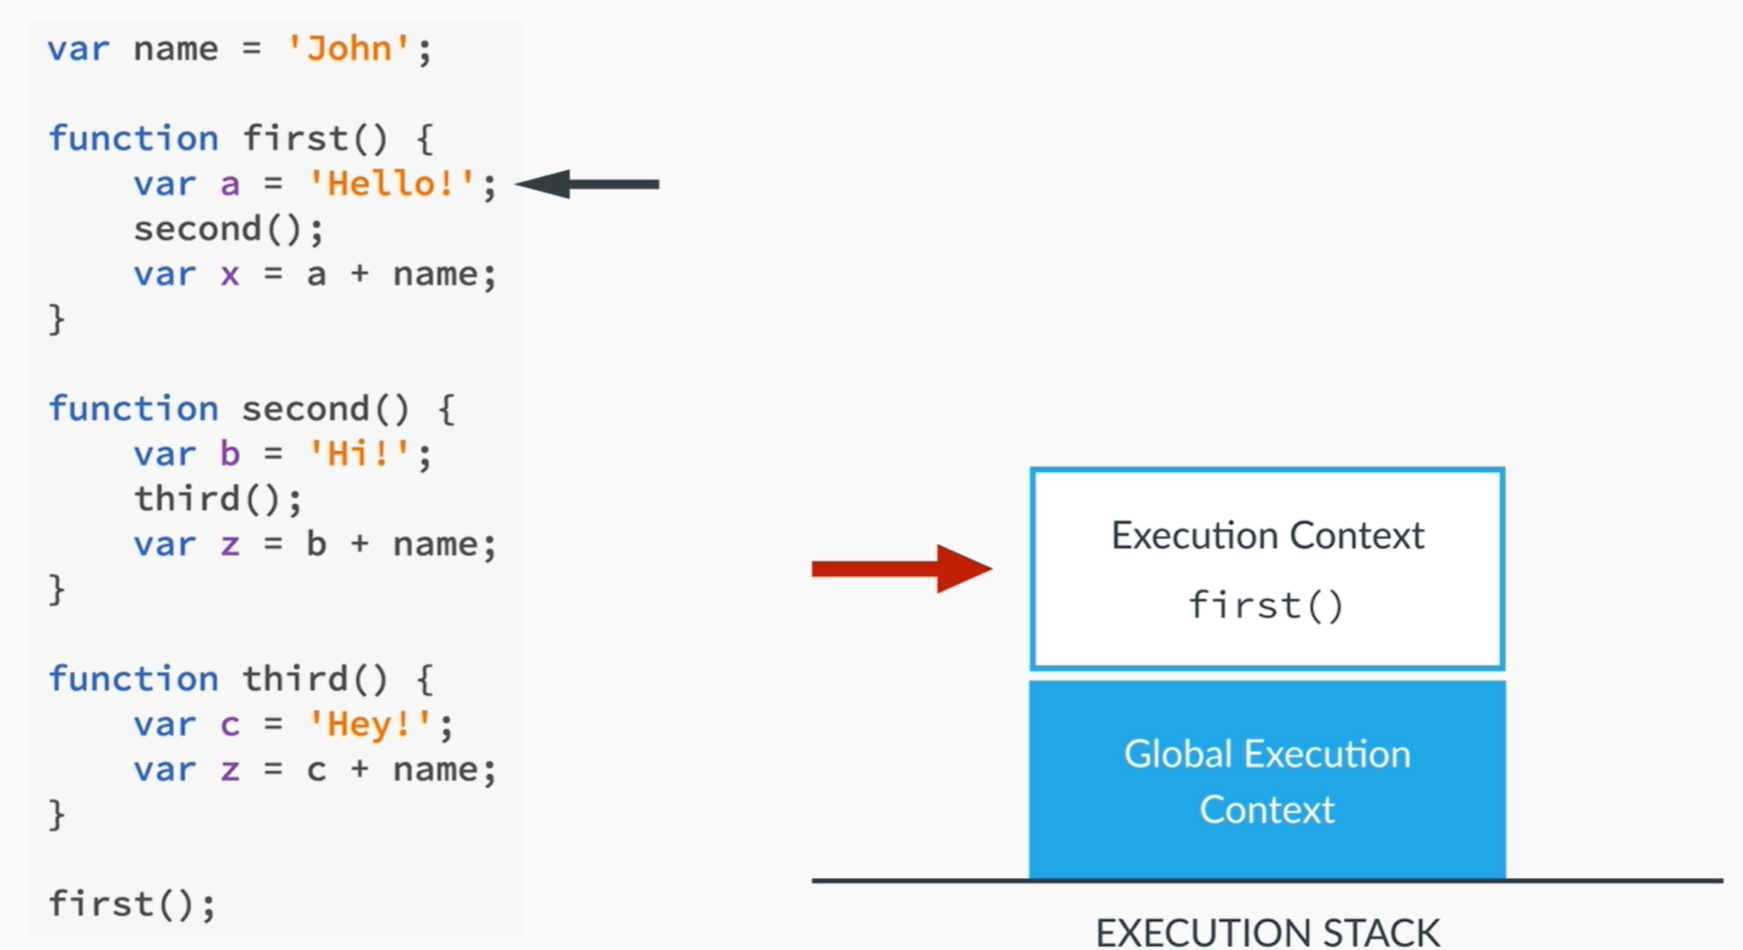 var name = 'John';
function first() {
    var a = 'Hello!';
    second();
    var x = a + name;
}
function second() {
    var b = 'Hi!';
    third();
    var z = b + name;
}
function third() {
    var c = 'Hey!';
    var z = c + name;
}
first();
Execution Context
first()
Global Execution
Context
EXECUTION STACK